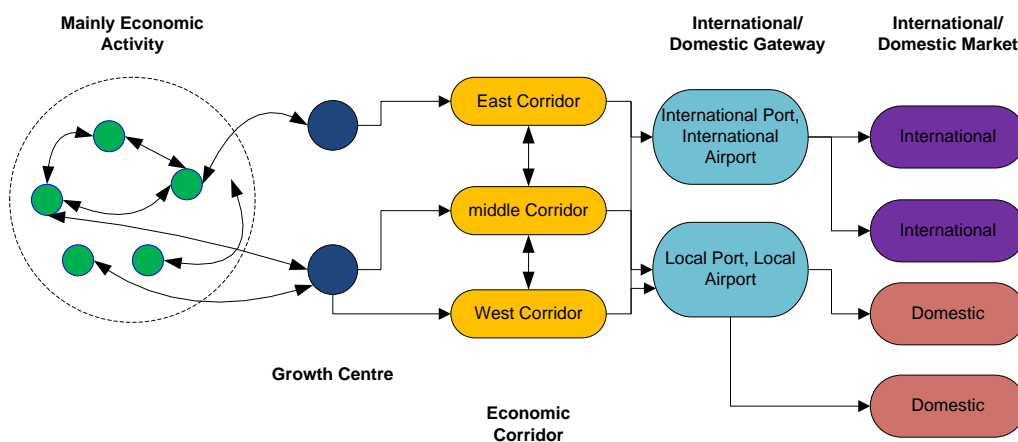 Mainly Economic
Activity
International/
Domestic Gateway
International/
Domestic Market
East Corridor
International Port,
International
Airport
International
middle Corridor
International
Local Port, Local
Airport
West Corridor
Domestic
Growth Centre
Domestic
Economic
Corridor